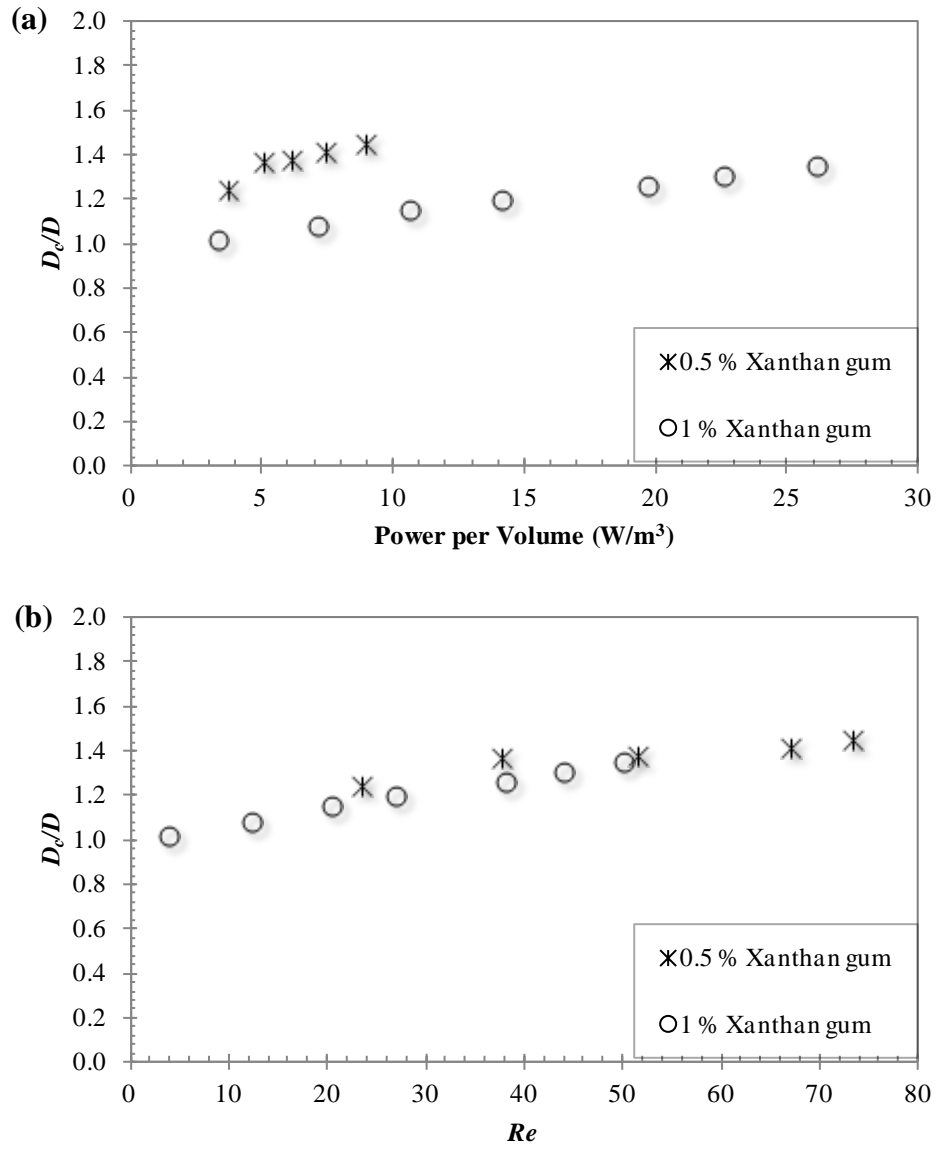 (a)
2.0
1.8
1.6
1.4
1.2
1.0
0.8
0.6
0.4
0.2
0.0
Dc/D
0.5 % Xanthan gum
1 % Xanthan gum
0 5 10 15 20 25 30
Power per Volume (W/m³)
(b)
2.0
1.8
1.6
1.4
1.2
1.0
0.8
0.6
0.4
0.2
0.0
Dc/D
0.5 % Xanthan gum
1 % Xanthan gum
0 10 20 30 40 50 60 70 80
Re